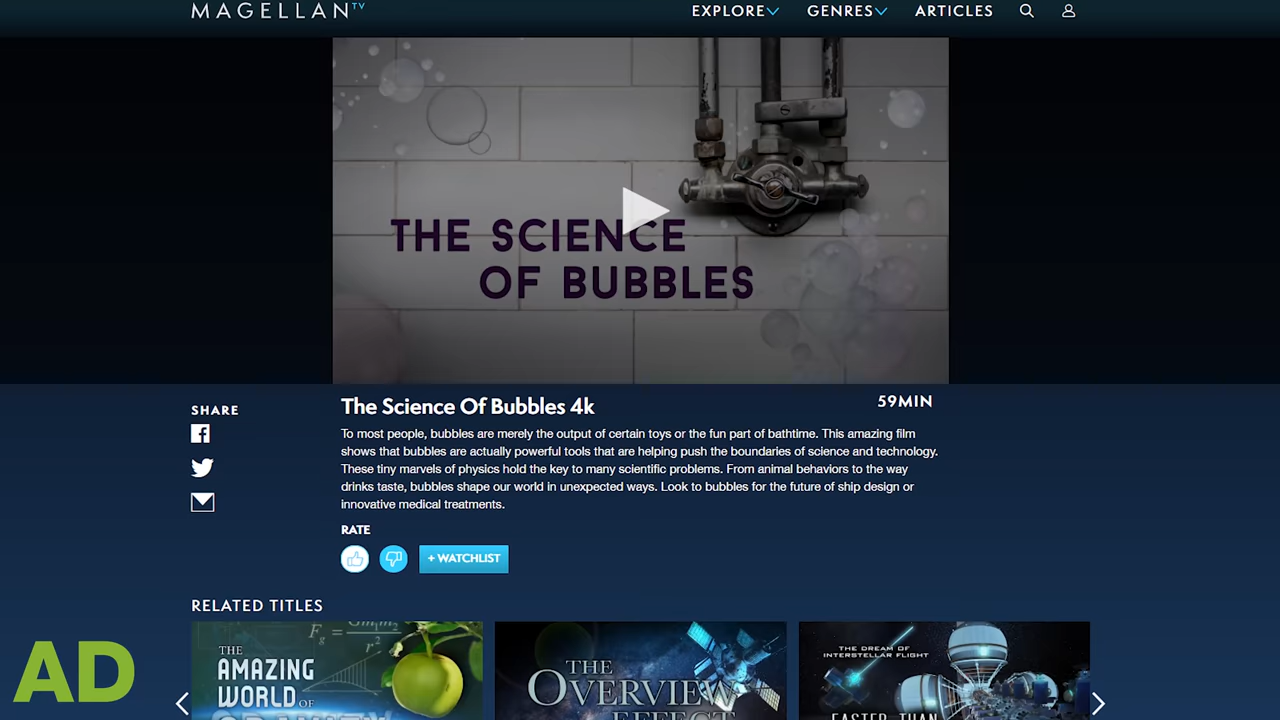 MAGELLAN TV
EXPLORE
GENRES
ARTICLES
THE SCIENCE
OF BUBBLES
SHARE
The Science Of Bubbles 4k
59MIN
To most people, bubbles are merely the output of certain toys or the fun part of bathtime. This amazing film
shows that bubbles are actually powerful tools that are helping push the boundaries of science and technology.
These tiny marvels of physics hold the key to many scientific problems. From animal behaviors to the way
drinks taste, bubbles shape our world in unexpected ways. Look to bubbles for the future of ship design or
innovative medical treatments.
RATE
+ WATCHLIST
RELATED TITLES
THE
AMAZING
WORLD OF
GRAVITY
THE
OVERVIEW
EFFECT
THE DREAM OF
INTERSTELLAR FLIGHT
FASTER THAN
AD